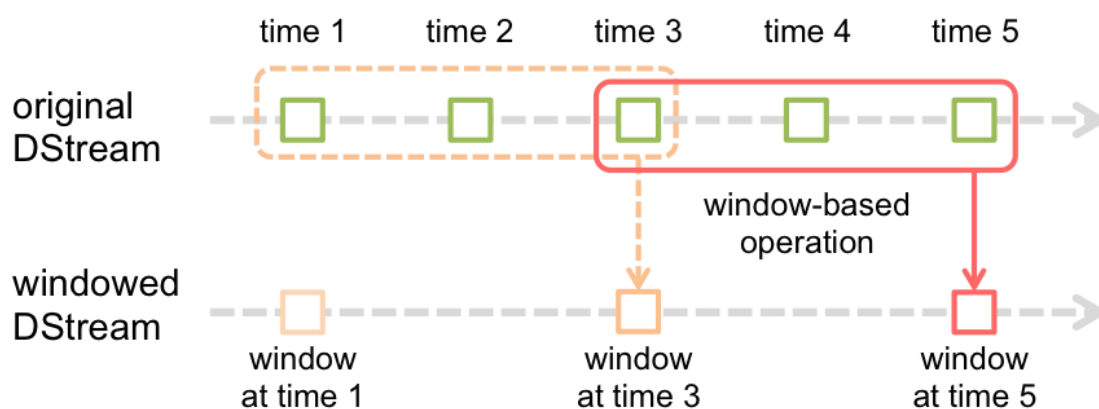 time 1 time 2 time 3 time 4 time 5
original
DStream
window-based
operation
windowed
DStream
window
at time 1
window
at time 3
window
at time 5